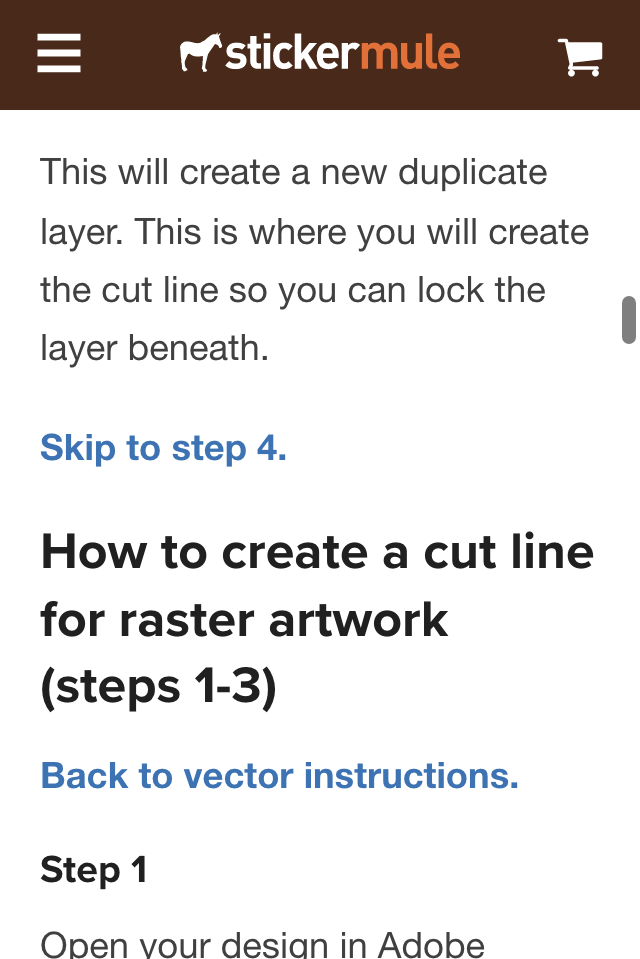 stickermule
This will create a new duplicate
layer. This is where you will create
the cut line so you can lock the
layer beneath.
Skip to step 4.
How to create a cut line
for raster artwork
(steps 1-3)
Back to vector instructions.
Step 1
Open your design in Adobe